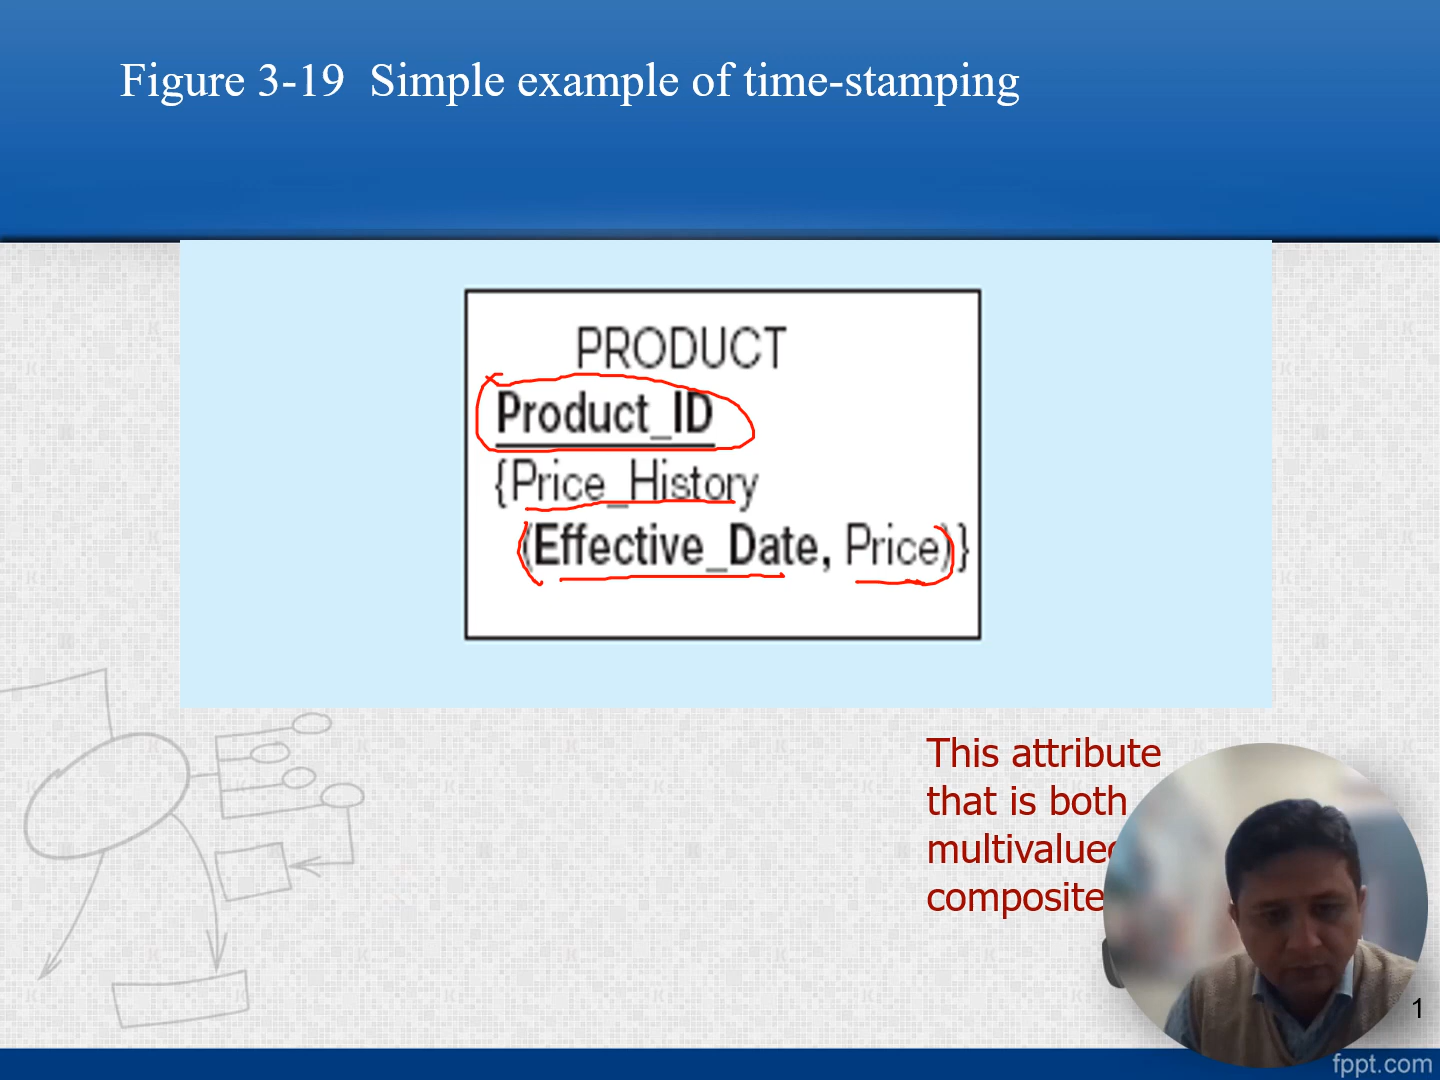 Figure 3-19 Simple example of time-stamping
PRODUCT
Product_ID
{Price_History
(Effective_Date, Price)}
This attribute
that is both
multivalued
composite
1
fppt.com